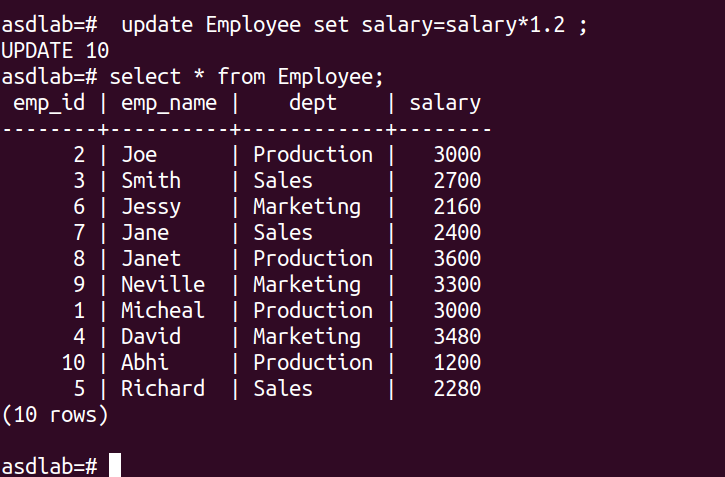 asdlab=#  update Employee set salary=salary*1.2 ;
UPDATE 10
asdlab=# select * from Employee;
 emp_id | emp_name |    dept    | salary
--------+----------+------------+--------
      2 | Joe      | Production |   3000
      3 | Smith    | Sales      |   2700
      6 | Jessy    | Marketing  |   2160
      7 | Jane     | Sales      |   2400
      8 | Janet    | Production |   3600
      9 | Neville  | Marketing  |   3300
      1 | Micheal  | Production |   3000
      4 | David    | Marketing  |   3480
     10 | Abhi     | Production |   1200
      5 | Richard  | Sales      |   2280
(10 rows)

asdlab=#